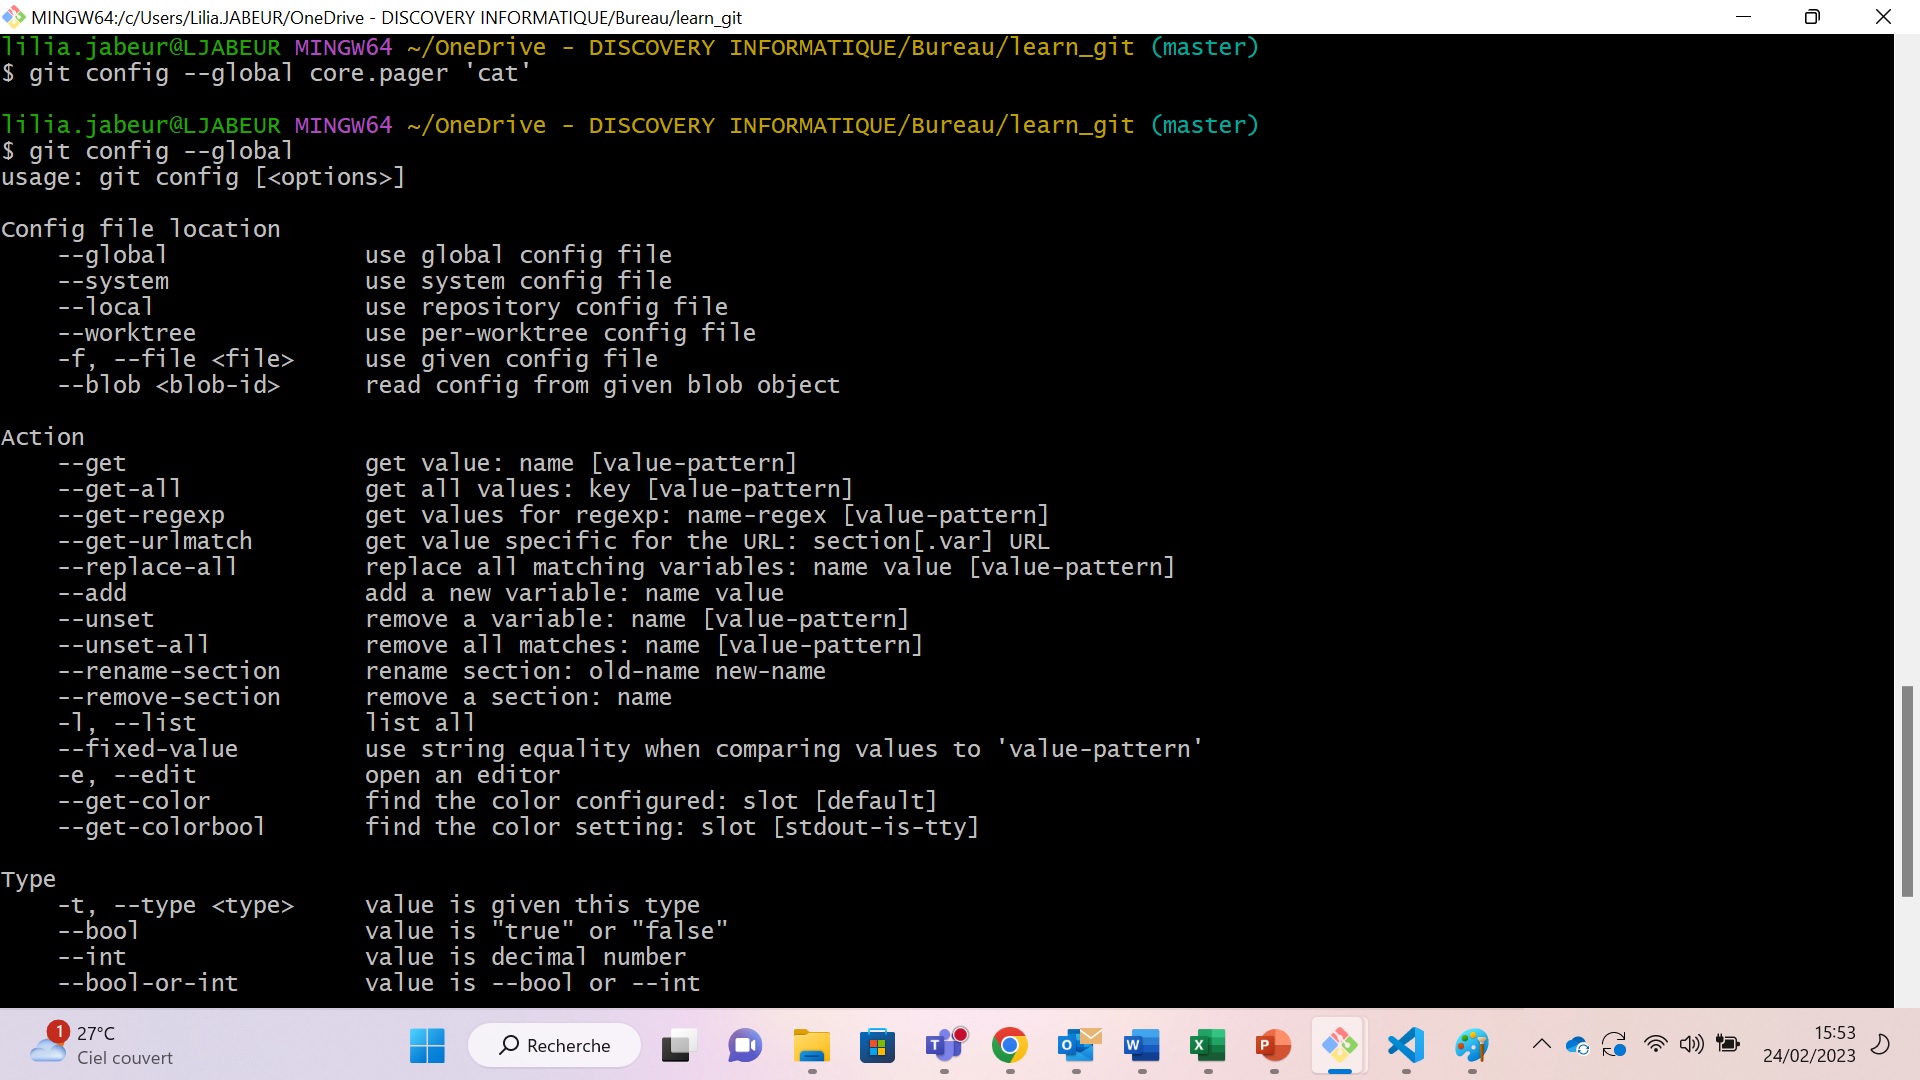 MINGW64:/c/Users/Lilia.JABEUR/OneDrive - DISCOVERY INFORMATIQUE/Bureau/learn_git
lilia.jabeur@LJABEUR MINGW64 ~/OneDrive - DISCOVERY INFORMATIQUE/Bureau/learn_git (master)
$ git config --global core.pager 'cat'
lilia.jabeur@LJABEUR MINGW64 ~/OneDrive - DISCOVERY INFORMATIQUE/Bureau/learn_git (master)
$ git config --global
usage: git config [<options>]
Config file location
--global use global config file
--system use system config file
--local use repository config file
--worktree use per-worktree config file
-f, --file <file> use given config file
--blob <blob-id> read config from given blob object
Action
--get get value: name [value-pattern]
--get-all get all values: key [value-pattern]
--get-regexp get values for regexp: name-regex [value-pattern]
--get-urlmatch get value specific for the URL: section[.var] URL
--replace-all replace all matching variables: name value [value-pattern]
--add add a new variable: name value
--unset remove a variable: name [value-pattern]
--unset-all remove all matches: name [value-pattern]
--rename-section rename section: old-name new-name
--remove-section remove a section: name
-l, --list list all
--fixed-value use string equality when comparing values to 'value-pattern'
-e, --edit open an editor
--get-color find the color configured: slot [default]
--get-colorbool find the color setting: slot [stdout-is-tty]
Type
-t, --type <type> value is given this type
--bool value is "true" or "false"
--int value is decimal number
--bool-or-int value is --bool or --int
1
27°C
Ciel couvert
Recherche
15:53
24/02/2023